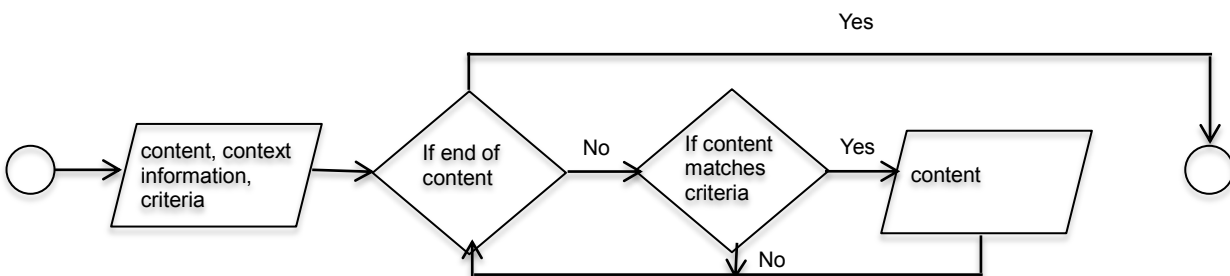 Yes
content, context
information,
criteria
If end of
content
No
If content
matches
criteria
Yes
content
No